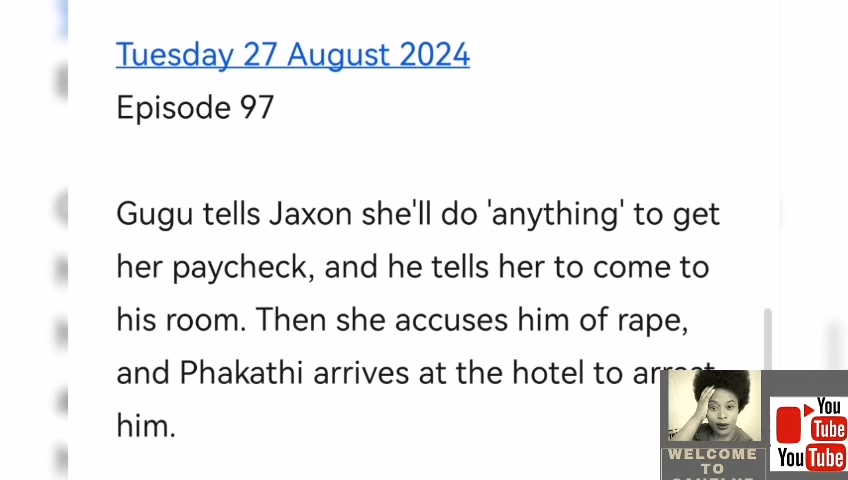 Tuesday 27 August 2024
Episode 97
Gugu tells Jaxon she'll do 'anything' to get
her paycheck, and he tells her to come to
his room. Then she accuses him of rape,
and Phakathi arrives at the hotel to arrest
him.
WELCOME
TO
You
Tube
YouTube